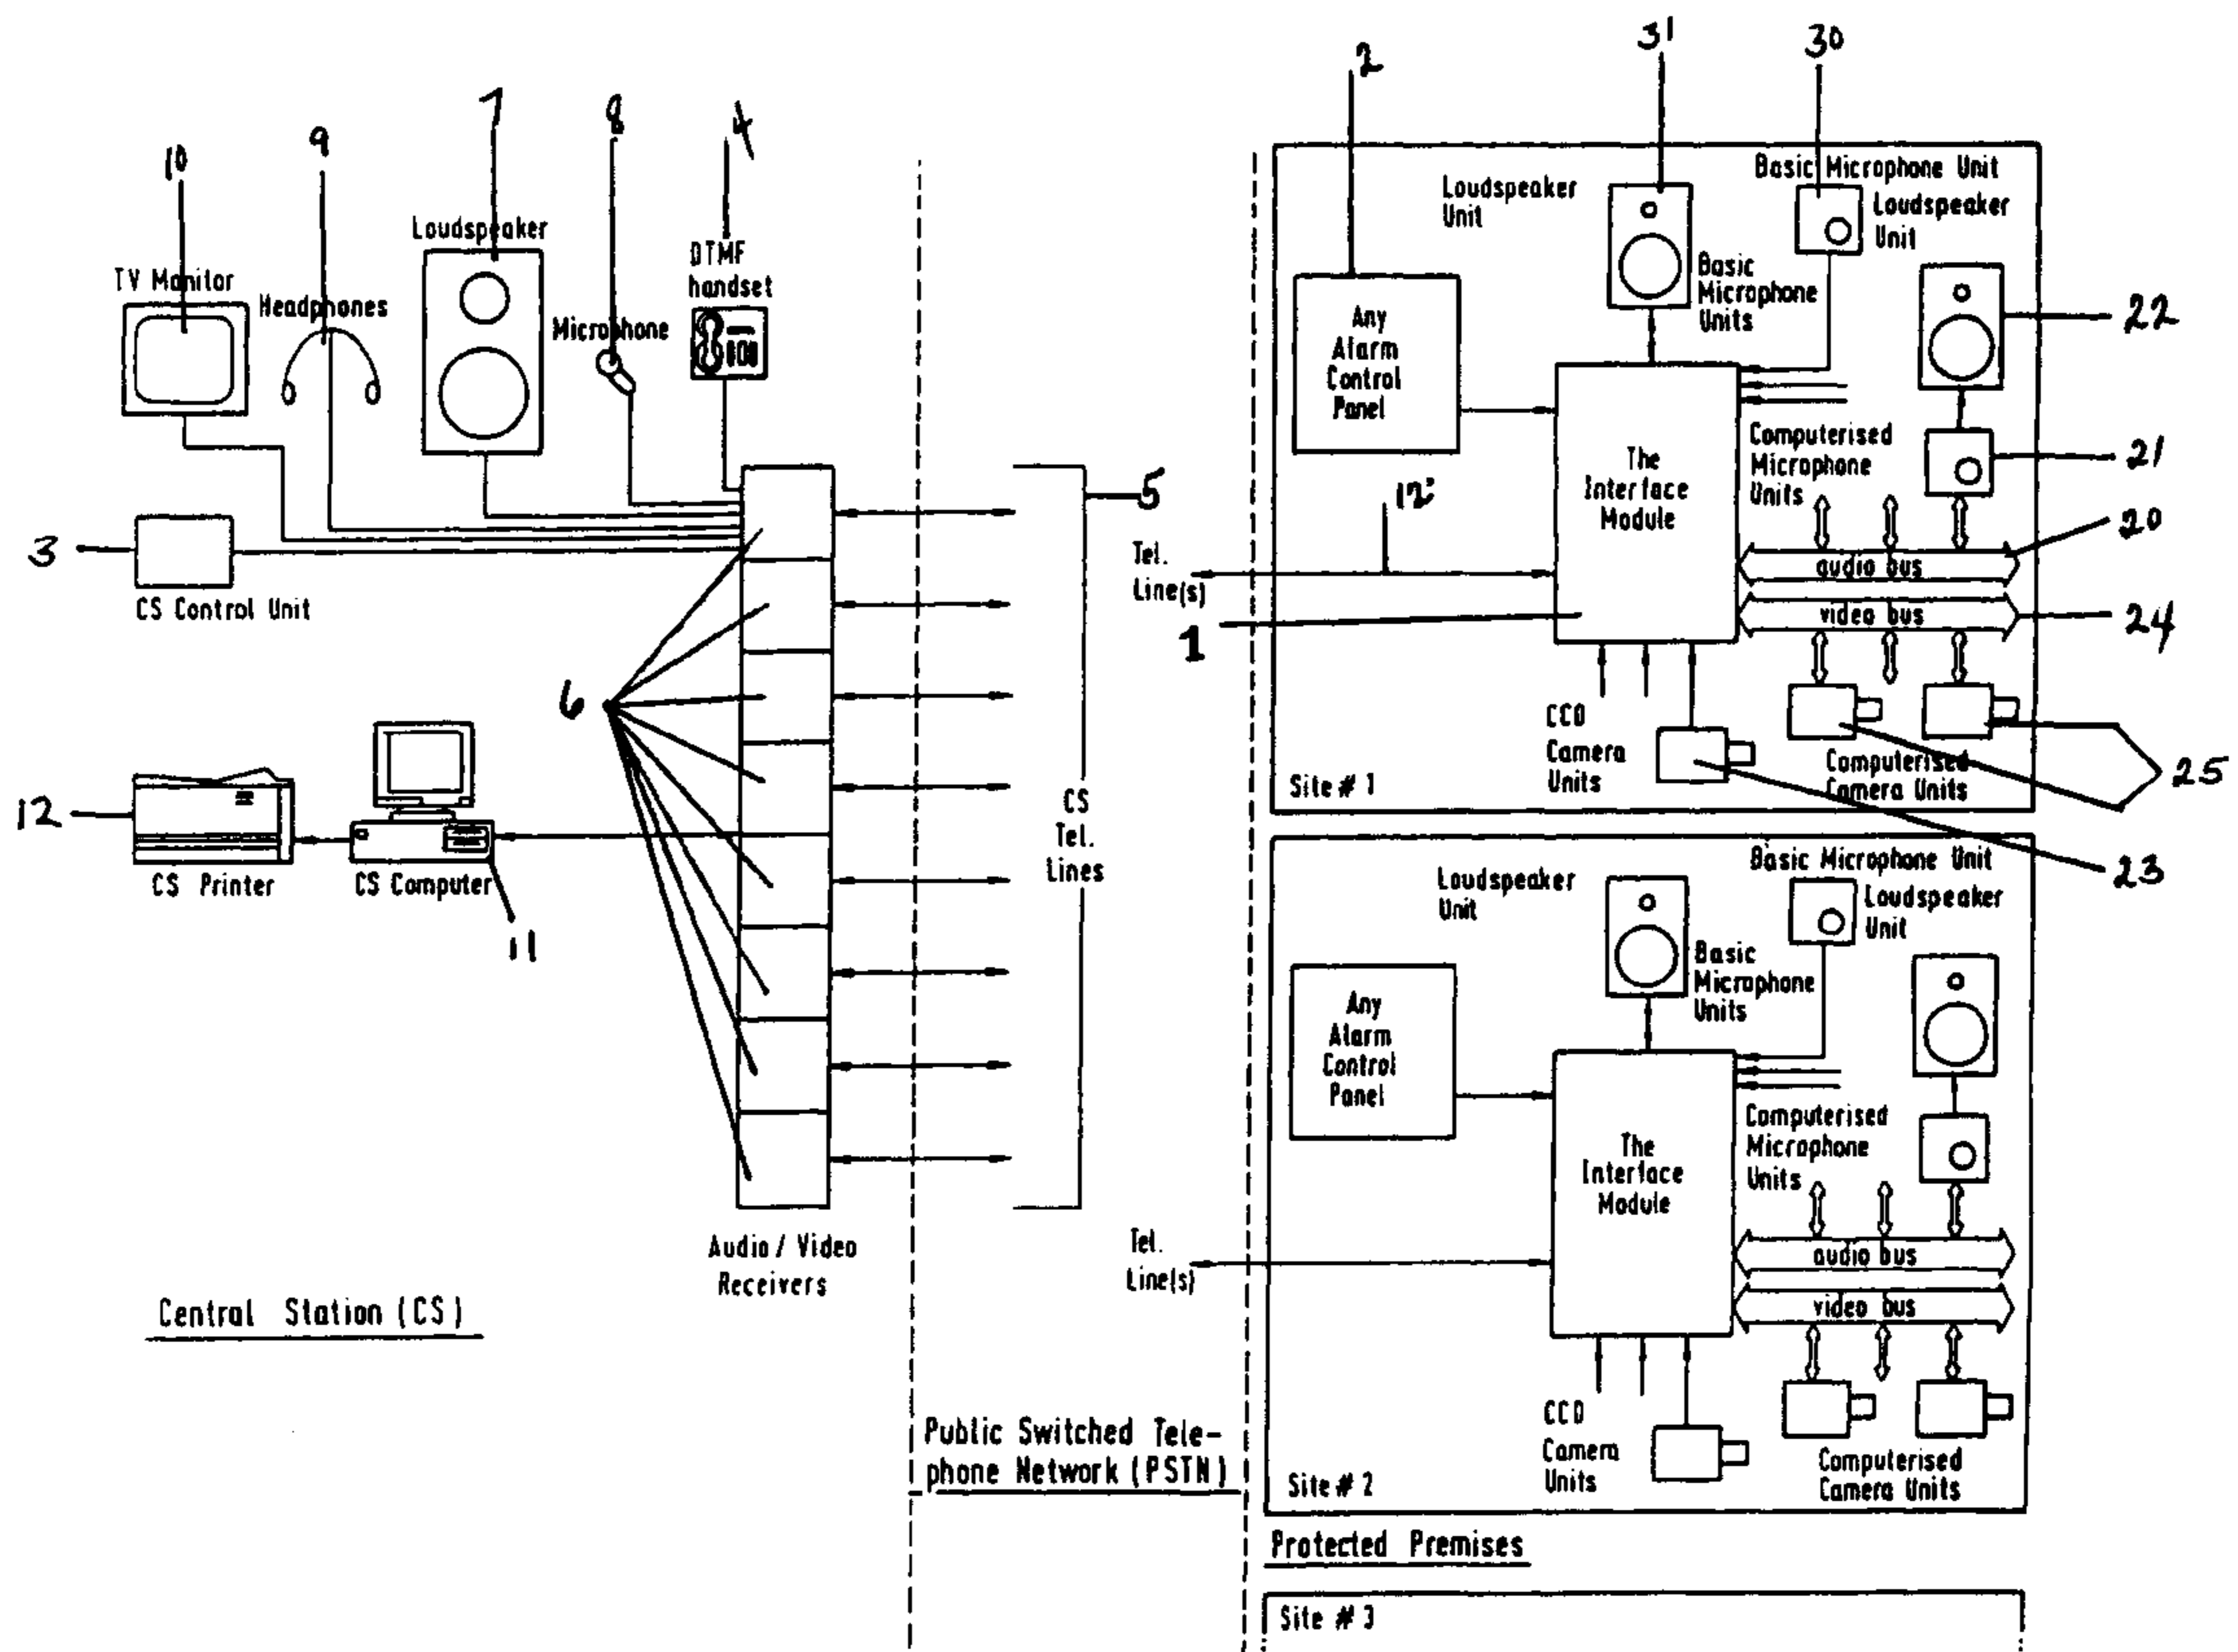 10
9
7
8
4
TV Monitor
Headphones
Loudspeaker
Microphone
DTMF
handset
3
CS Control Unit
6
12
CS Printer
CS Computer
11
Audio / Video
Receivers
Central Station (CS)
5
CS
Tel.
Lines
Public Switched Tele-
phone Network (PSTN)
2
31
30
Loudspeaker
Unit
Basic Microphone Unit
Loudspeaker
Unit
Basic
Microphone
Units
Any
Alarm
Control
Panel
22
The
Interface
Module
Computerised
Microphone
Units
21
12'
20
Tel.
Line(s)
audio bus
video bus
24
1
CCD
Camera
Units
Computerised
Camera Units
25
Site # 1
23
Loudspeaker
Unit
Basic Microphone Unit
Loudspeaker
Unit
Basic
Microphone
Units
Any
Alarm
Control
Panel
The
Interface
Module
Computerised
Microphone
Units
Tel.
Line(s)
audio bus
video bus
CCD
Camera
Units
Computerised
Camera Units
Site # 2
Protected Premises
Site # 3